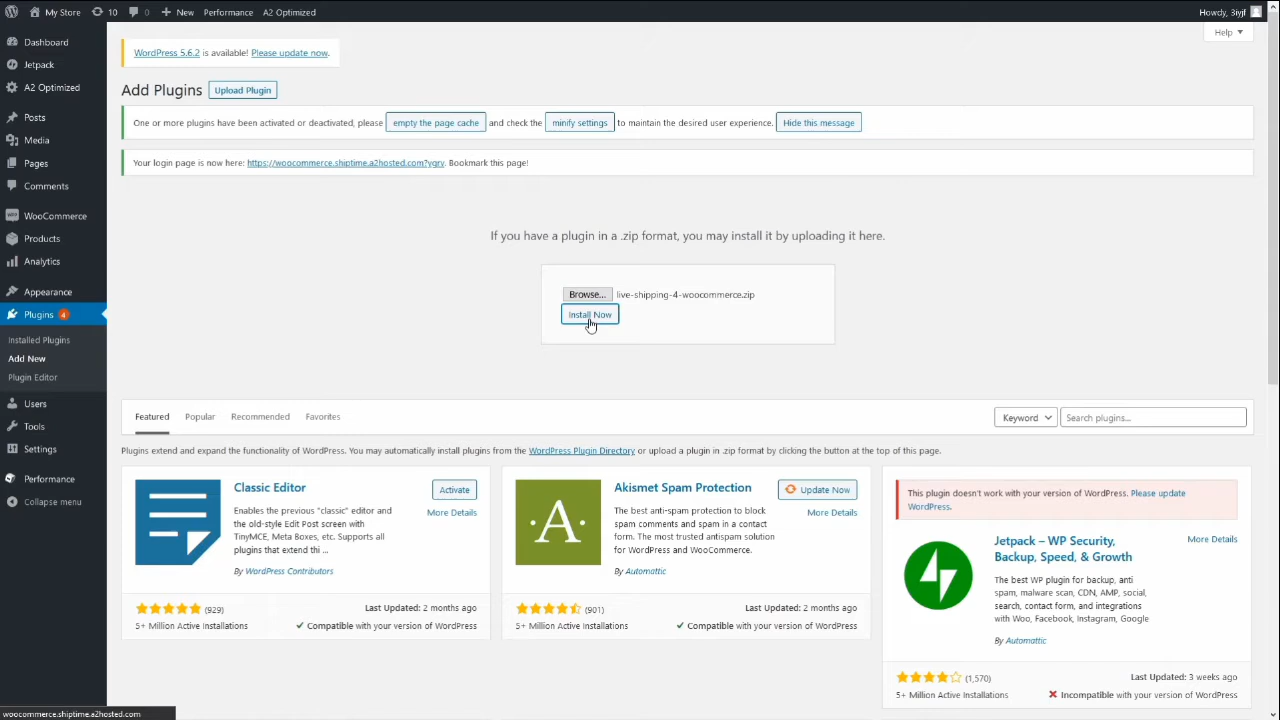 My Store 10 0 New Performance A2 Optimized Howdy, 3iyjf
Help
Dashboard
Jetpack
A2 Optimized
Posts
Media
Pages
Comments
WooCommerce
Products
Analytics
Appearance
Plugins 4
Installed Plugins
Add New
Plugin Editor
Users
Tools
Settings
Performance
Collapse menu
WordPress 5.6.2 is available! Please update now.
Add Plugins Upload Plugin
One or more plugins have been activated or deactivated, please empty the page cache and check the minify settings to maintain the desired user experience. Hide this message
Your login page is now here: https://woocommerce.shiptime.a2hosted.com?ygry. Bookmark this page!
If you have a plugin in a .zip format, you may install it by uploading it here.
Browse... live-shipping-4-woocommerce.zip
Install Now
Featured Popular Recommended Favorites Keyword Search plugins...
Plugins extend and expand the functionality of WordPress. You may automatically install plugins from the WordPress Plugin Directory or upload a plugin in .zip format by clicking the button at the top of this page.
Classic Editor
Activate
More Details
Enables the previous "classic" editor and
the old-style Edit Post screen with
TinyMCE, Meta Boxes, etc. Supports all
plugins that extend thi ...
By WordPress Contributors
(929) Last Updated: 2 months ago
5+ Million Active Installations Compatible with your version of WordPress
Akismet Spam Protection
Update Now
More Details
The best anti-spam protection to block
spam comments and spam in a contact
form. The most trusted antispam solution
for WordPress and WooCommerce.
By Automattic
(901) Last Updated: 2 months ago
5+ Million Active Installations Compatible with your version of WordPress
This plugin doesn't work with your version of WordPress. Please update
WordPress.
Jetpack – WP Security,
Backup, Speed, & Growth
More Details
The best WP plugin for backup, anti
spam, malware scan, CDN, AMP, social,
search, contact form, and integrations
with Woo, Facebook, Instagram, Google
By Automattic
(1,570) Last Updated: 3 weeks ago
5+ Million Active Installations Incompatible with your version of WordPress
woocommerce.shiptime.a2hosted.com